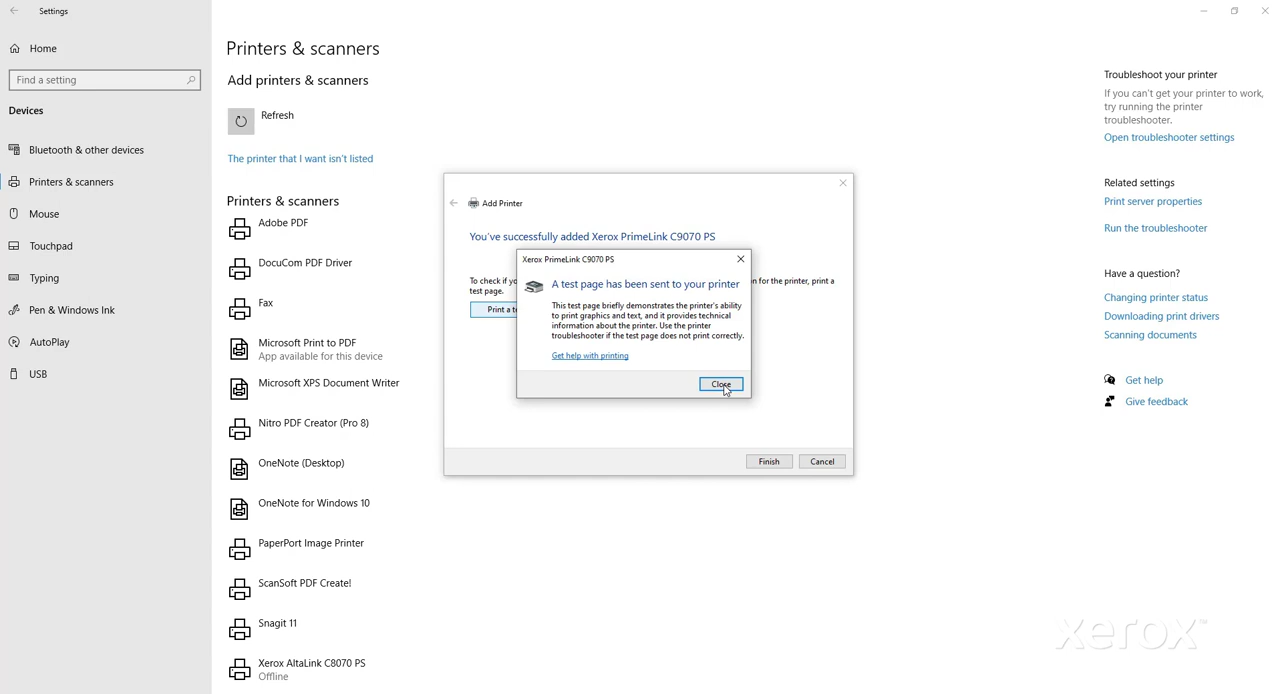 Settings
Home
Find a setting
Devices
Bluetooth & other devices
Printers & scanners
Mouse
Touchpad
Typing
Pen & Windows Ink
AutoPlay
USB
Printers & scanners
Add printers & scanners
Refresh
The printer that I want isn't listed
Printers & scanners
Adobe PDF
DocuCom PDF Driver
Fax
Microsoft Print to PDF
App available for this device
Microsoft XPS Document Writer
Nitro PDF Creator (Pro 8)
OneNote (Desktop)
OneNote for Windows 10
PaperPort Image Printer
ScanSoft PDF Create!
Snagit 11
Xerox AltaLink C8070 PS
Offline
Add Printer
You've successfully added Xerox PrimeLink C9070 PS
To check if yo
n for the printer, print a
test page.
Print a te
Xerox PrimeLink C9070 PS
A test page has been sent to your printer
This test page briefly demonstrates the printer's ability
to print graphics and text, and it provides technical
information about the printer. Use the printer
troubleshooter if the test page does not print correctly.
Get help with printing
Close
Finish
Cancel
Troubleshoot your printer
If you can't get your printer to work,
try running the printer
troubleshooter.
Open troubleshooter settings
Related settings
Print server properties
Run the troubleshooter
Have a question?
Changing printer status
Downloading print drivers
Scanning documents
Get help
Give feedback
xerox™